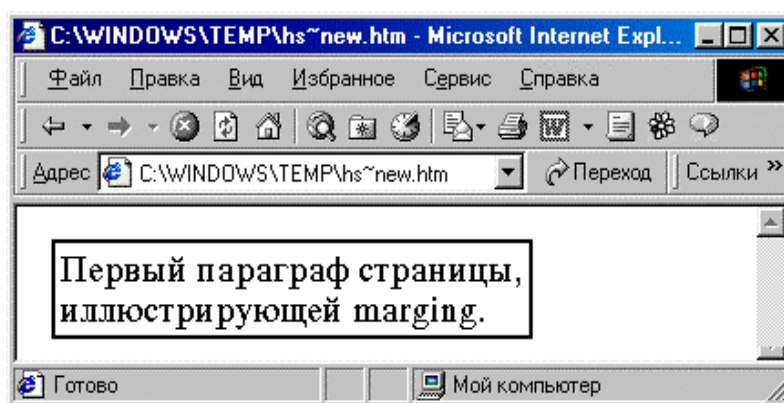 C:\WINDOWS\TEMP\hs~new.htm - Microsoft Internet Expl...
Файл Правка Вид Избранное Сервис Справка
Адрес C:\WINDOWS\TEMP\hs~new.htm Переход Ссылки »
Первый параграф страницы,
иллюстрирующей marging.
Готово Мой компьютер